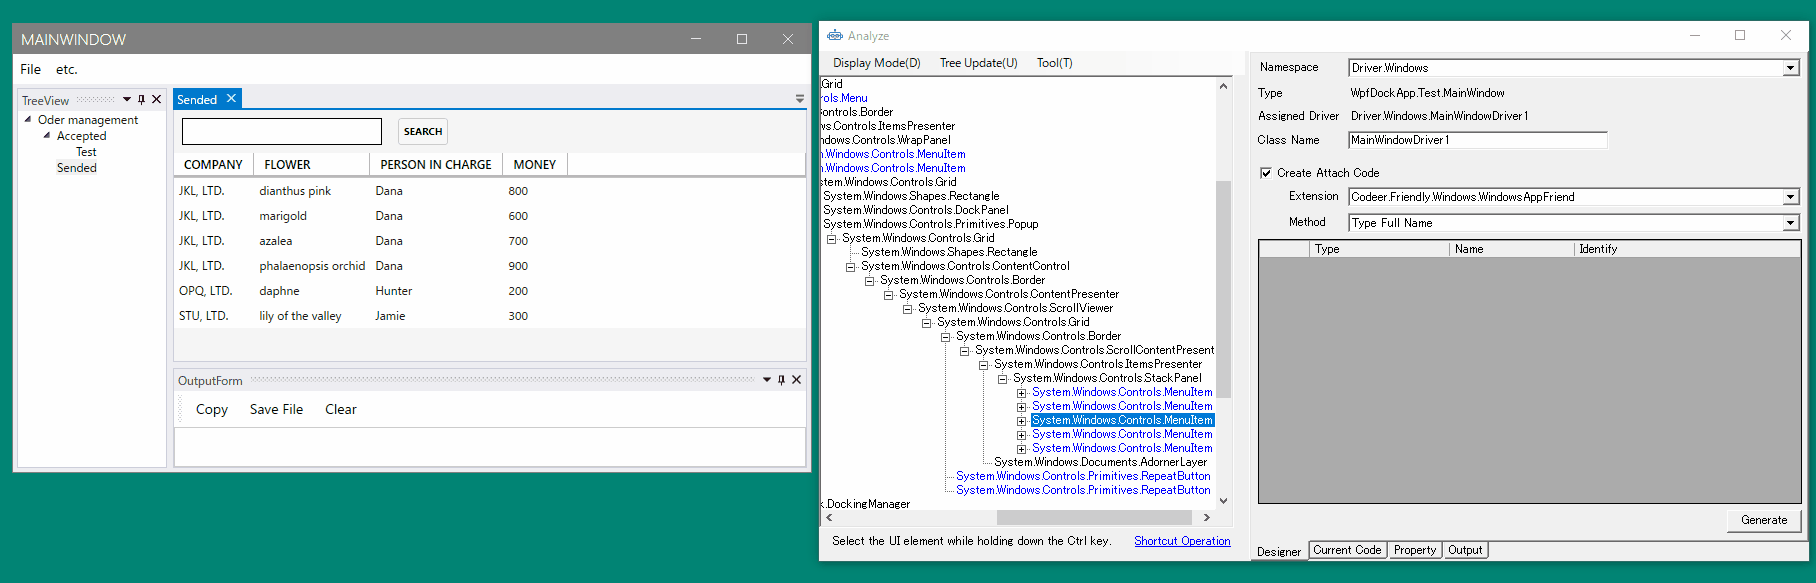 MAINWINDOW
File etc.
TreeView
Oder management
Accepted
Test
Sended
Sended
SEARCH
COMPANY FLOWER PERSON IN CHARGE MONEY
JKL, LTD. dianthus pink Dana 800
JKL, LTD. marigold Dana 600
JKL, LTD. azalea Dana 700
JKL, LTD. phalaenopsis orchid Dana 900
OPQ, LTD. daphne Hunter 200
STU, LTD. lily of the valley Jamie 300
OutputForm
Copy Save File Clear
Analyze
Display Mode(D) Tree Update(U) Tool(T)
.Grid
rols.Menu
ontrols.Border
ws.Controls.ItemsPresenter
ndows.Controls.WrapPanel
n.Windows.Controls.MenuItem
n.Windows.Controls.MenuItem
stem.Windows.Controls.Grid
System.Windows.Shapes.Rectangle
System.Windows.Controls.DockPanel
System.Windows.Controls.Primitives.Popup
System.Windows.Controls.Grid
System.Windows.Shapes.Rectangle
System.Windows.Controls.ContentControl
System.Windows.Controls.Border
System.Windows.Controls.ContentPresenter
System.Windows.Controls.ScrollViewer
System.Windows.Controls.Grid
System.Windows.Controls.Border
System.Windows.Controls.ScrollContentPresent
System.Windows.Controls.ItemsPresenter
System.Windows.Controls.StackPanel
System.Windows.Controls.MenuItem
System.Windows.Controls.MenuItem
System.Windows.Controls.MenuItem
System.Windows.Controls.MenuItem
System.Windows.Controls.MenuItem
System.Windows.Documents.AdornerLayer
System.Windows.Controls.Primitives.RepeatButton
System.Windows.Controls.Primitives.RepeatButton
k.DockingManager
Select the UI element while holding down the Ctrl key. Shortcut Operation
Namespace Driver.Windows
Type WpfDockApp.Test.MainWindow
Assigned Driver Driver.Windows.MainWindowDriver1
Class Name MainWindowDriver1
Create Attach Code
Extension Codeer.Friendly.Windows.WindowsAppFriend
Method Type Full Name
Type Name Identify
Generate
Designer Current Code Property Output